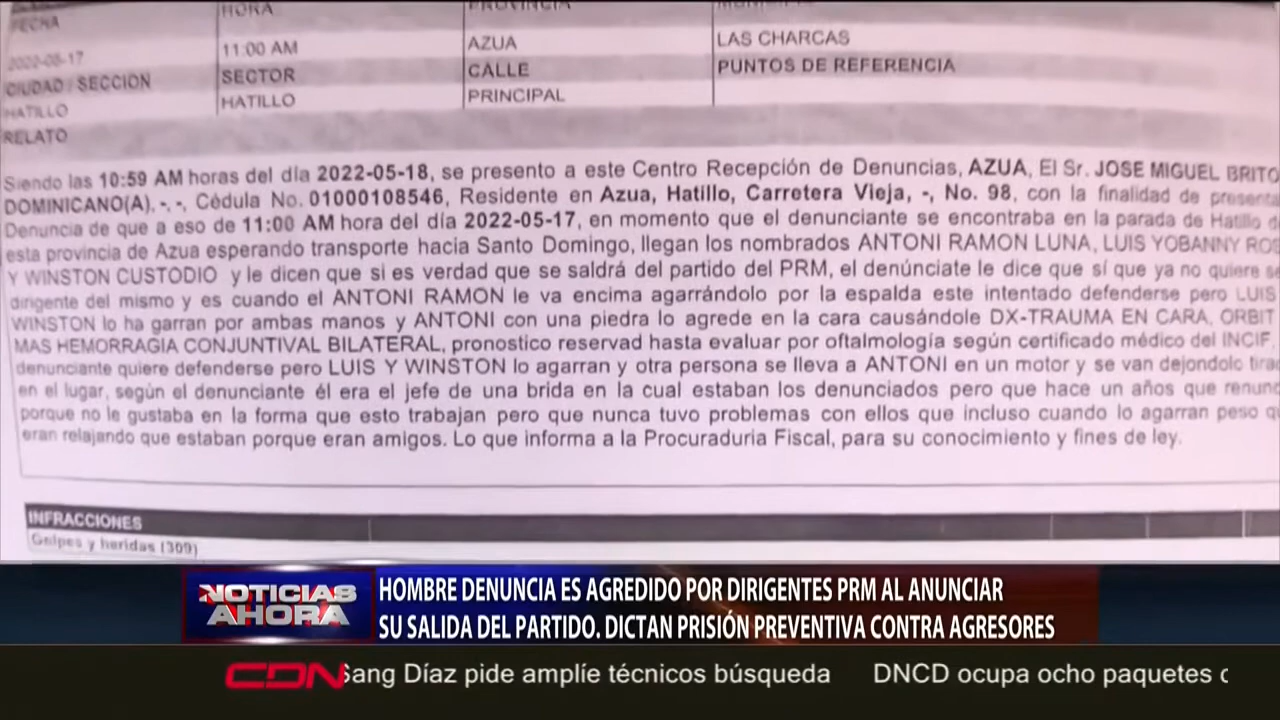 FECHA HORA PROVINCIA
2022-05-17 11:00 AM AZUA LAS CHARCAS
CIUDAD / SECCION SECTOR CALLE PUNTOS DE REFERENCIA
HATILLO HATILLO PRINCIPAL
RELATO
Siendo las 10:59 AM horas del día 2022-05-18, se presento a este Centro Recepción de Denuncias, AZUA, El Sr. JOSE MIGUEL BRITO
DOMINICANO(A), -, -, Cédula No. 01000108546, Residente en Azua, Hatillo, Carretera Vieja, -, No. 98, con la finalidad de presenta
Denuncia de que a eso de 11:00 AM hora del día 2022-05-17, en momento que el denunciante se encontraba en la parada de Hatillo d
esta provincia de Azua esperando transporte hacia Santo Domingo, llegan los nombrados ANTONI RAMON LUNA, LUIS YOBANNY ROS
Y WINSTON CUSTODIO y le dicen que si es verdad que se saldrá del partido del PRM, el denúnciate le dice que sí que ya no quiere se
dirigente del mismo y es cuando el ANTONI RAMON le va encima agarrándolo por la espalda este intentado defenderse pero LUIS
WINSTON lo ha garran por ambas manos y ANTONI con una piedra lo agrede en la cara causándole DX-TRAUMA EN CARA, ORBIT
MAS HEMORRAGIA CONJUNTIVAL BILATERAL, pronostico reservad hasta evaluar por oftalmología según certificado médico del INCIF,
denunciante quiere defenderse pero LUIS Y WINSTON lo agarran y otra persona se lleva a ANTONI en un motor y se van dejondolo tira
en el lugar, según el denunciante él era el jefe de una brida en la cual estaban los denunciados pero que hace un años que renunc
porque no le gustaba en la forma que esto trabajan pero que nunca tuvo problemas con ellos que incluso cuando lo agarran peso q
eran relajando que estaban porque eran amigos. Lo que informa a la Procuraduria Fiscal, para su conocimiento y fines de ley.
INFRACCIONES
Golpes y heridas (309)
NOTICIAS AHORA
HOMBRE DENUNCIA ES AGREDIDO POR DIRIGENTES PRM AL ANUNCIAR
SU SALIDA DEL PARTIDO. DICTAN PRISIÓN PREVENTIVA CONTRA AGRESORES
CDN Sang Díaz pide amplíe técnicos búsqueda DNCD ocupa ocho paquetes